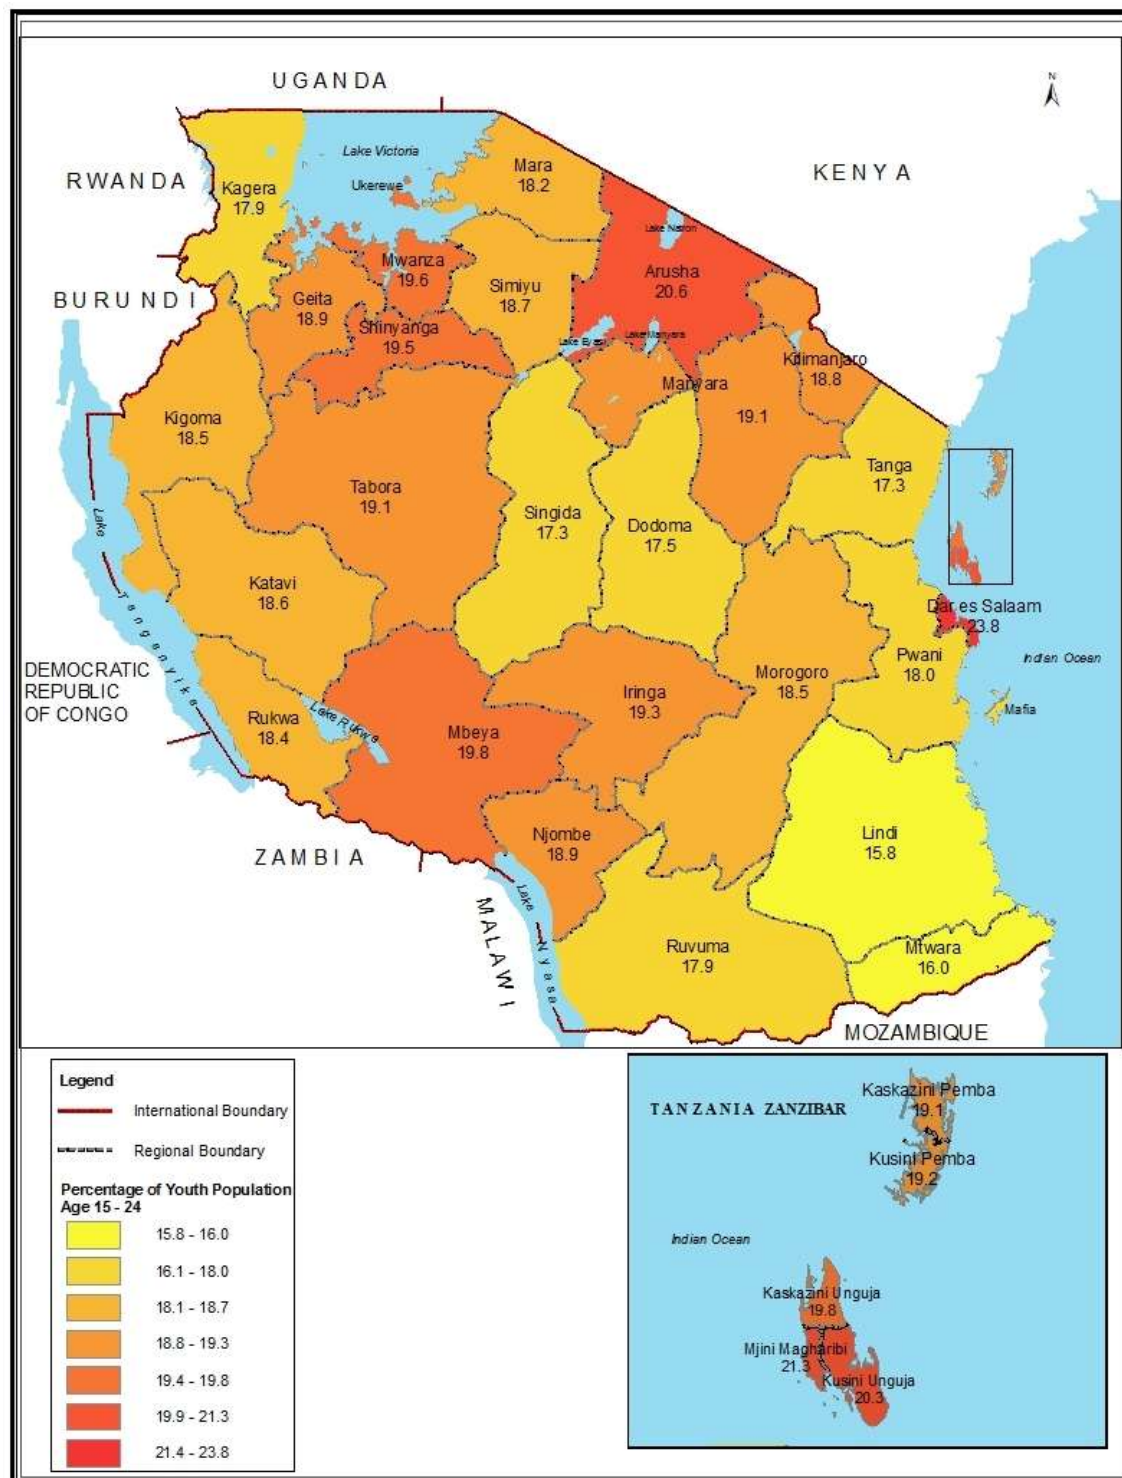 N
UGANDA
Lake Victoria
Mara
18.2
KENYA
RWANDA
Kagera
17.9
Ukerewe
Lake Natron
Mwanza
19.6
Arusha
20.6
BURUNDI
Geita
18.9
Simiyu
18.7
Shinyanga
19.5
Lake Eyasi
Lake Manyara
Kilimanjaro
18.8
Manyara
19.1
Kigoma
18.5
Tabora
19.1
Tanga
17.3
Singida
17.3
Dodoma
17.5
Lake Tanganyika
Katavi
18.6
Dar es Salaam
23.8
Indian Ocean
DEMOCRATIC
REPUBLIC
OF CONGO
Pwani
18.0
Morogoro
18.5
Iringa
19.3
Mafia
Rukwa
18.4
Lake Rukwa
Mbeya
19.8
Lindi
15.8
Njombe
18.9
ZAMBIA
MALAWI
Lake Nyasa
Ruvuma
17.9
Mtwara
16.0
MOZAMBIQUE
Legend
International Boundary
Regional Boundary
Percentage of Youth Population
Age 15 - 24
15.8 - 16.0
16.1 - 18.0
18.1 - 18.7
18.8 - 19.3
19.4 - 19.8
19.9 - 21.3
21.4 - 23.8
TANZANIA ZANZIBAR
Kaskazini Pemba
19.1
Kusini Pemba
19.2
Indian Ocean
Kaskazini Unguja
19.8
Mjini Magharibi
21.3
Kusini Unguja
20.3